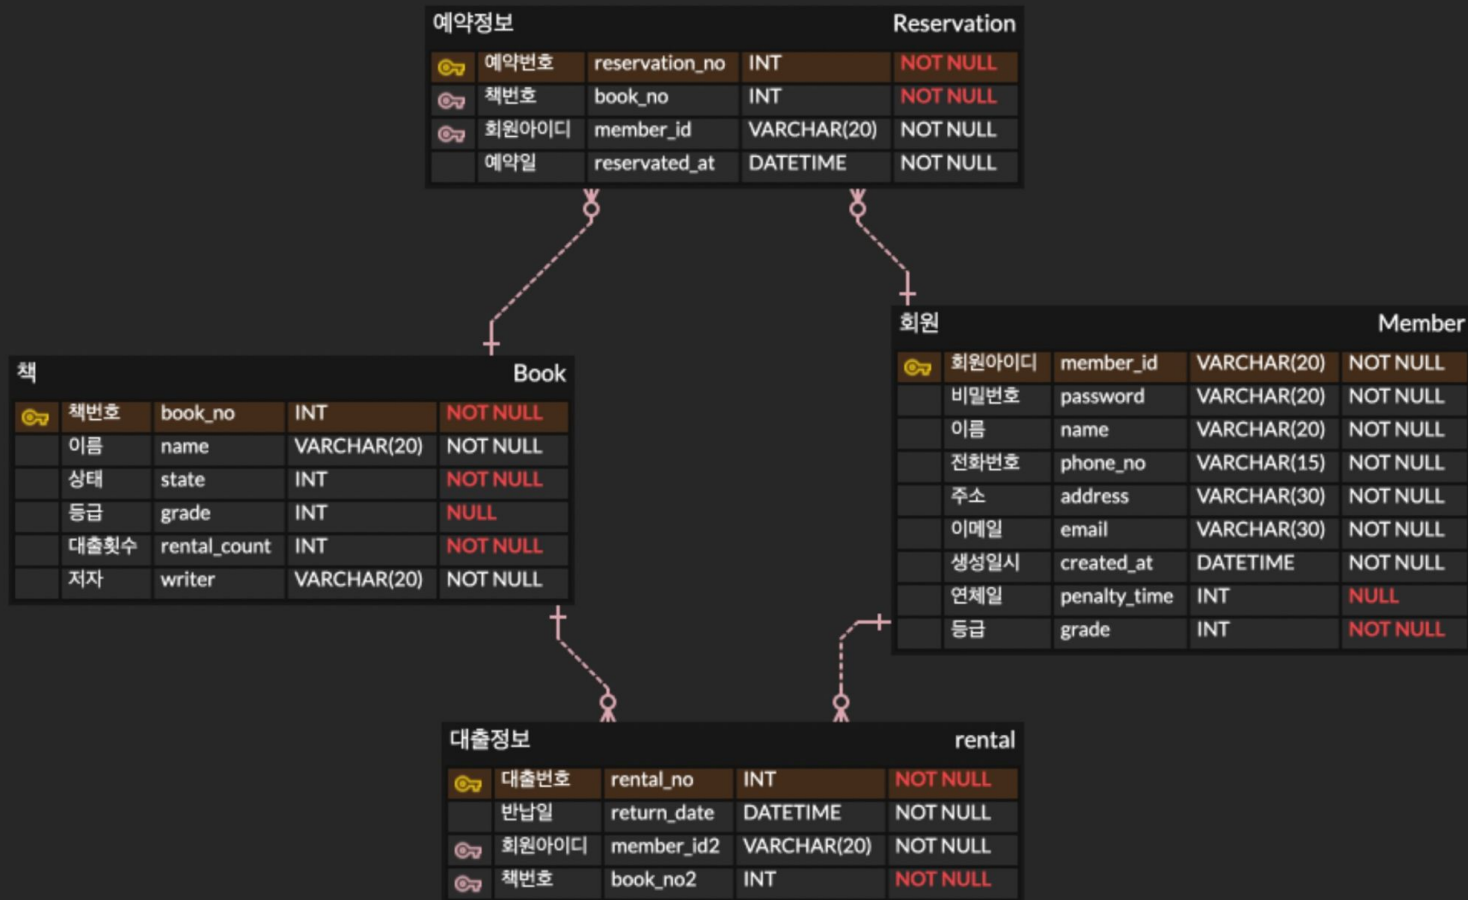 예약정보 Reservation
예약번호 reservation_no INT NOT NULL
책번호 book_no INT NOT NULL
회원아이디 member_id VARCHAR(20) NOT NULL
예약일 reservated_at DATETIME NOT NULL
책 Book
책번호 book_no INT NOT NULL
이름 name VARCHAR(20) NOT NULL
상태 state INT NOT NULL
등급 grade INT NULL
대출횟수 rental_count INT NOT NULL
저자 writer VARCHAR(20) NOT NULL
회원 Member
회원아이디 member_id VARCHAR(20) NOT NULL
비밀번호 password VARCHAR(20) NOT NULL
이름 name VARCHAR(20) NOT NULL
전화번호 phone_no VARCHAR(15) NOT NULL
주소 address VARCHAR(30) NOT NULL
이메일 email VARCHAR(30) NOT NULL
생성일시 created_at DATETIME NOT NULL
연체일 penalty_time INT NULL
등급 grade INT NOT NULL
대출정보 rental
대출번호 rental_no INT NOT NULL
반납일 return_date DATETIME NOT NULL
회원아이디 member_id2 VARCHAR(20) NOT NULL
책번호 book_no2 INT NOT NULL